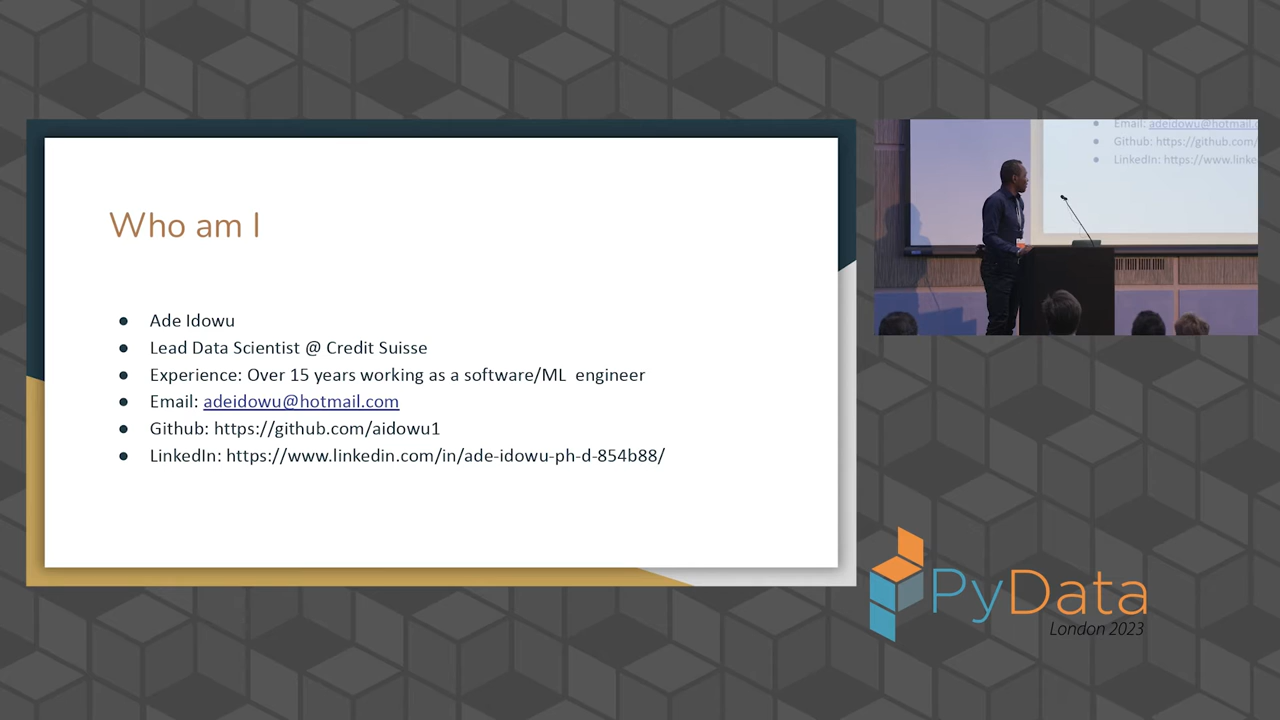 Who am I
● Ade Idowu
● Lead Data Scientist @ Credit Suisse
● Experience: Over 15 years working as a software/ML  engineer
● Email: adeidowu@hotmail.com
● Github: https://github.com/aidowu1
● LinkedIn: https://www.linkedin.com/in/ade-idowu-ph-d-854b88/
● Email: adeidowu@hotmail.
● Github: https://github.com/
● LinkedIn: https://www.linke
PyData
London 2023